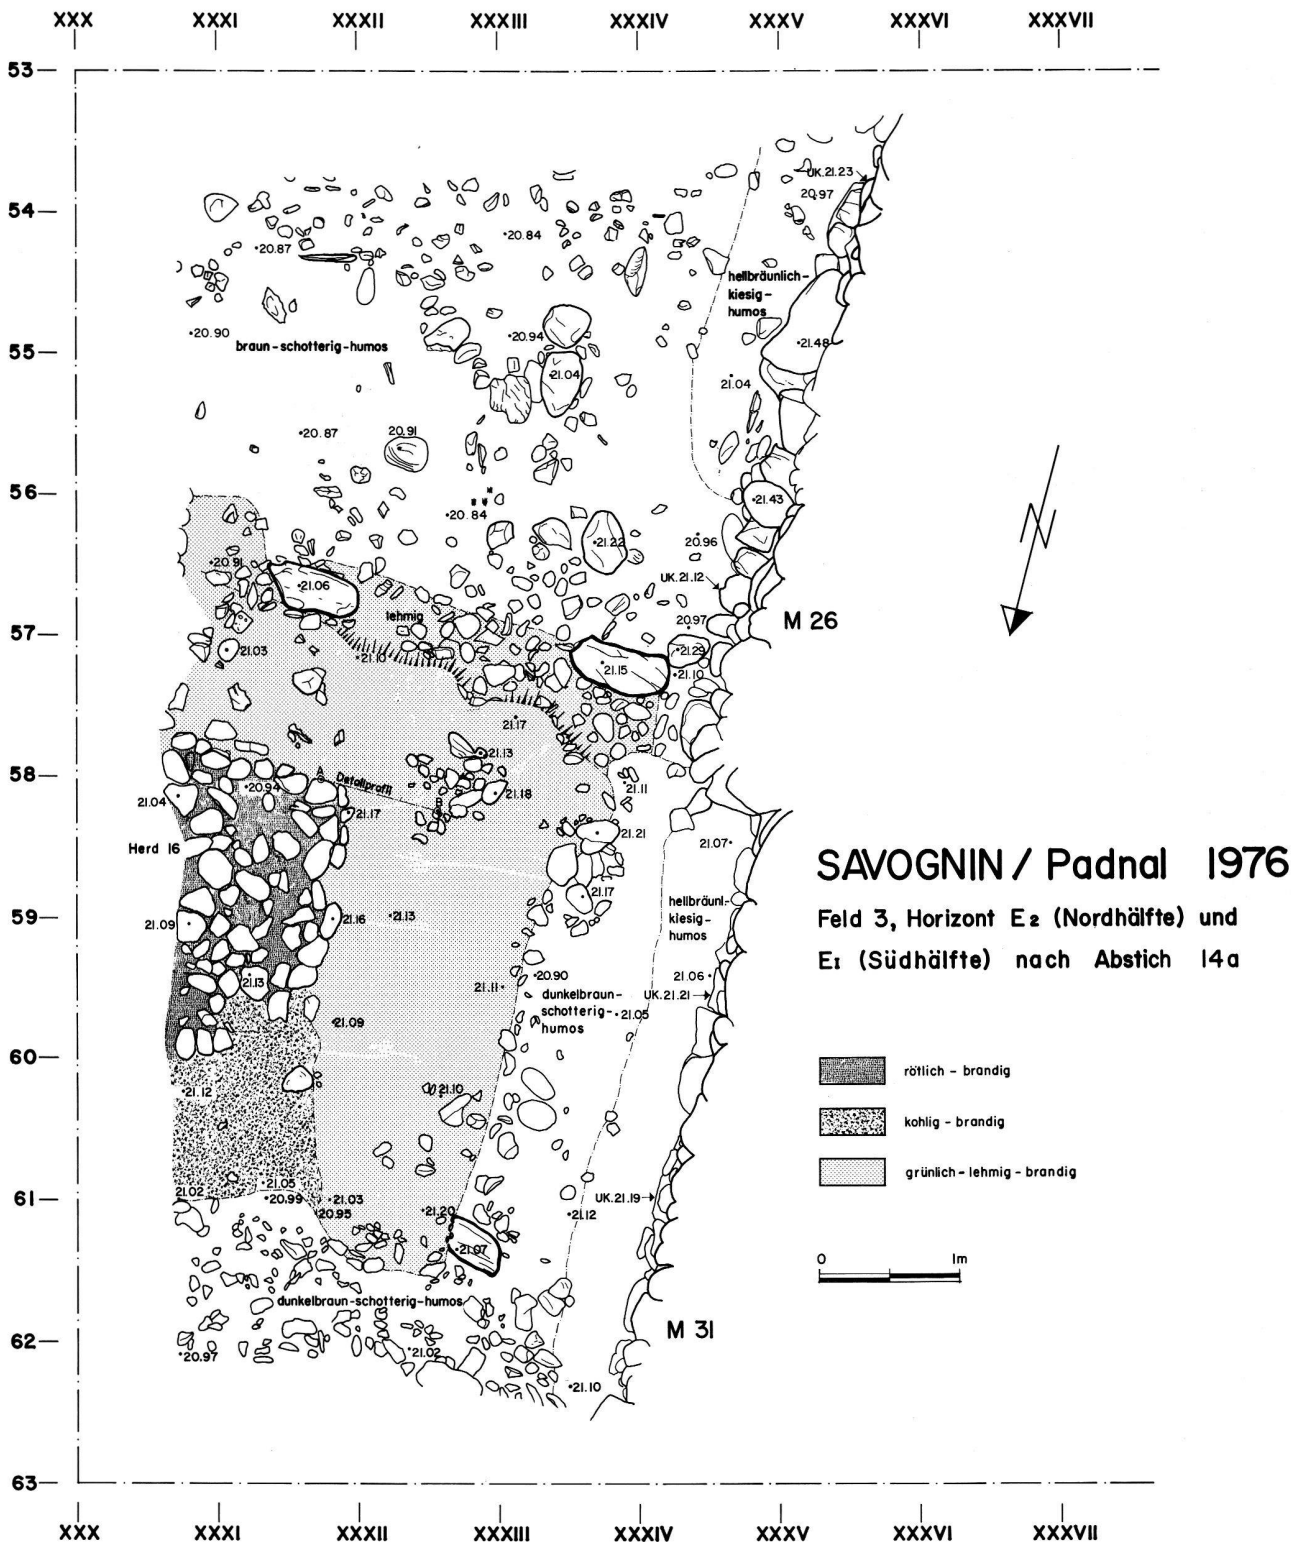 XXX XXXI XXXII XXXIII XXXIV XXXV XXXVI XXXVII
53
UK.21.23
54
20.97
20.84
20.87
hellbräunlich-
kiesig-
humos
20.90
20.94
21.48
braun-schotterig-humos
55
21.04
21.04
20.87
20.91
56
21.43
20.84
21.22
20.96
20.91
UK.21.12
21.06
lehmig
20.97
M 26
57
21.03
21.10
21.15
21.29
21.10
21.17
21.13
58
A
Detailprofil
20.94
21.11
21.04
B
21.18
21.17
21.21
21.07
Herd 16
SAVOGNIN / Padnal 1976
21.17
hellbräunl-
kiesig-
humos
59
21.09
21.16
21.13
Feld 3, Horizont E2 (Nordhälfte) und
E1 (Südhälfte) nach Abstich 14a
21.13
20.90
21.06
21.11
dunkelbraun-
schotterig-
humos
UK.21.21
21.05
21.09
60
rötlich - brandig
21.12
21.10
kohlig - brandig
grünlich-lehmig-brandig
21.05
61
21.02
20.99
21.03
UK.21.19
20.95
21.20
21.12
21.07
0 1m
dunkelbraun-schotterig-humos
M 31
62
20.97
21.02
21.10
63
XXX XXXI XXXII XXXIII XXXIV XXXV XXXVI XXXVII